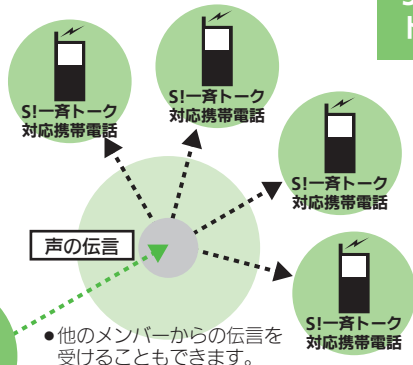 S!一斉トーク
対応携帯電話
S!一斉トーク
対応携帯電話
S!一斉トーク
対応携帯電話
声の伝言
S!一斉トーク
対応携帯電話
●他のメンバーからの伝言を
受けることもできます。